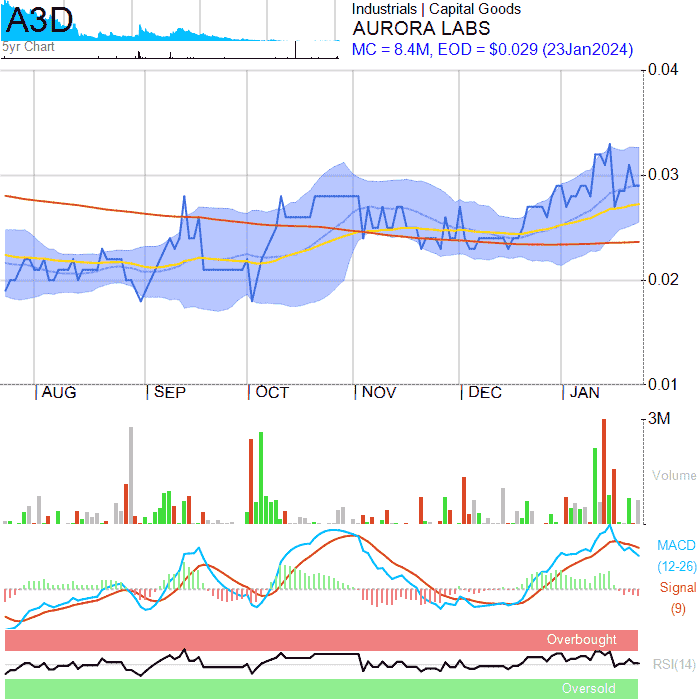 A3D
5yr Chart
Industrials | Capital Goods
AURORA LABS
MC = 8.4M, EOD = $0.029 (23Jan2024)
0.04
0.03
0.02
0.01
AUG SEP OCT NOV DEC JAN
3M
Volume
MACD
(12-26)
Signal
(9)
Overbought
RSI(14)
Oversold